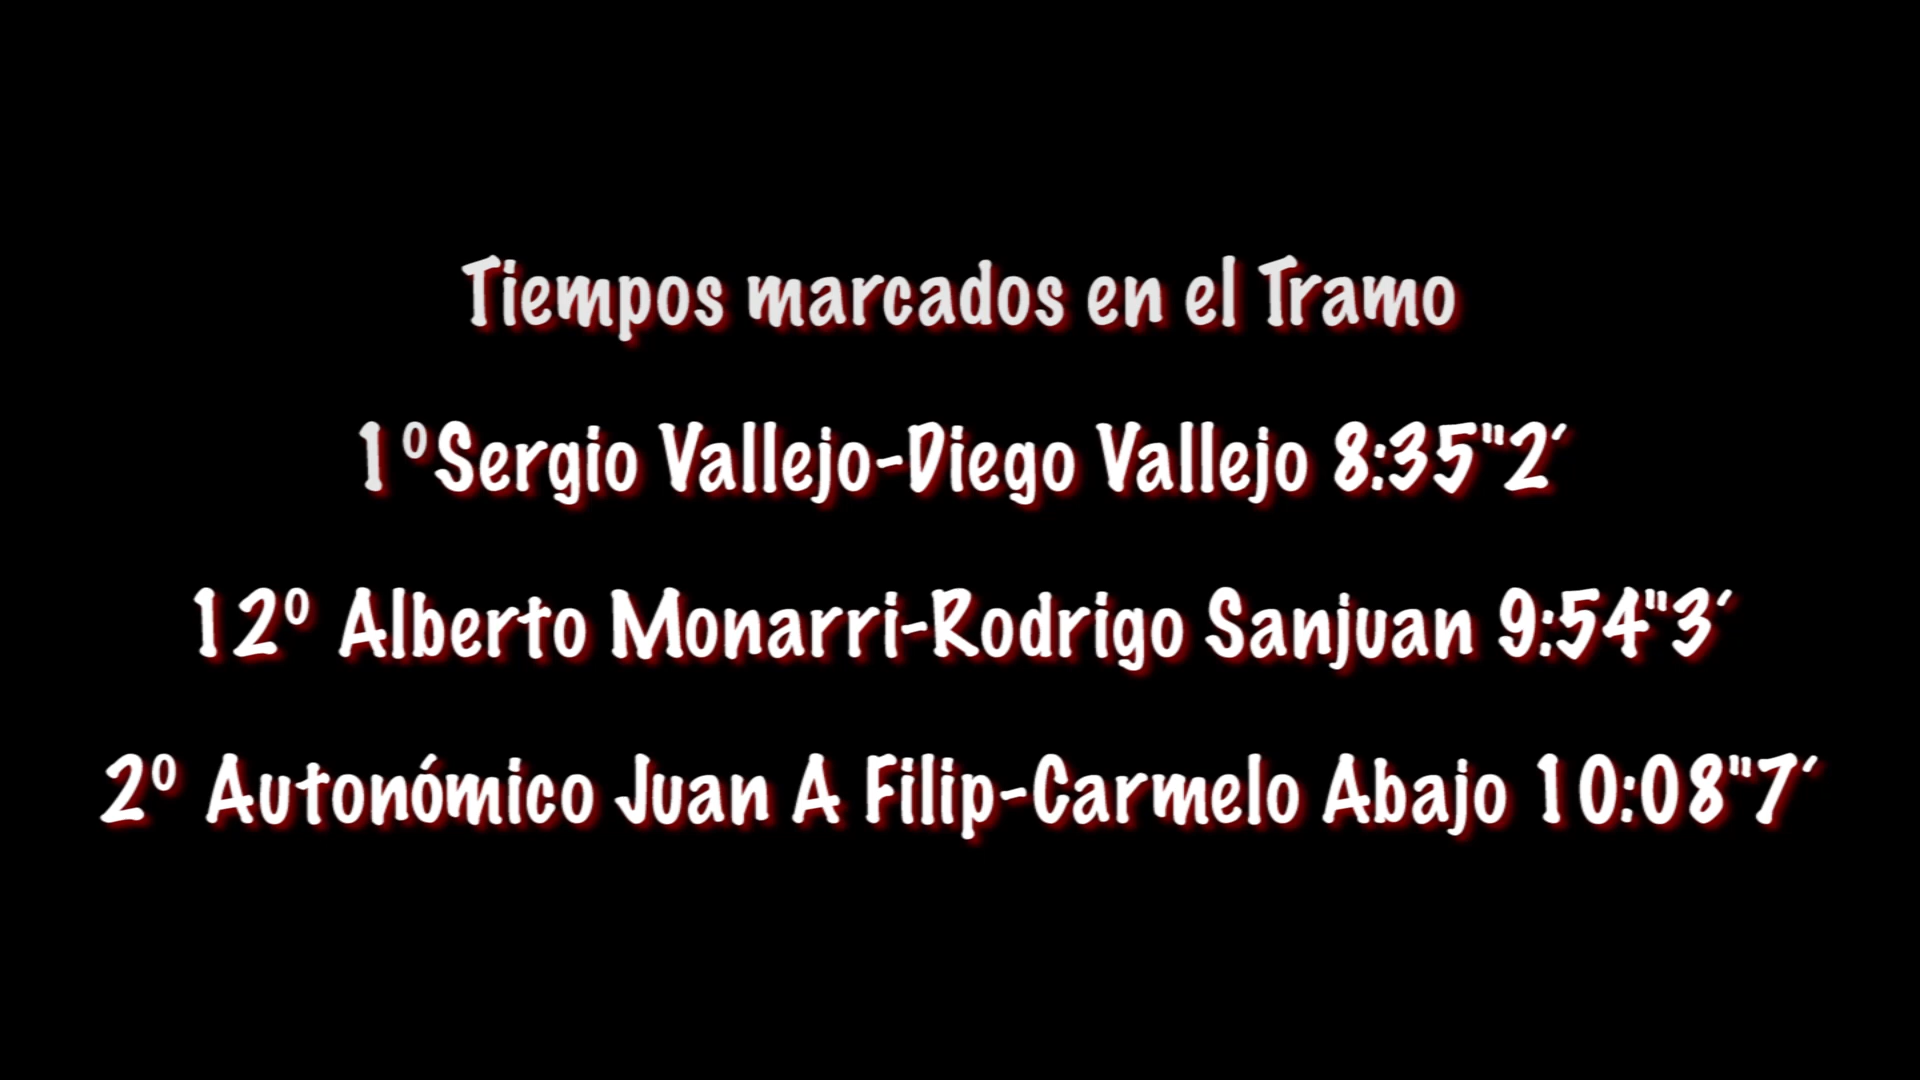 Tiempos marcados en el Tramo
1ºSergio Vallejo-Diego Vallejo 8:35"2´
12º Alberto Monarri-Rodrigo Sanjuan 9:54"3´
2º Autonómico Juan A Filip-Carmelo Abajo 10:08"7´